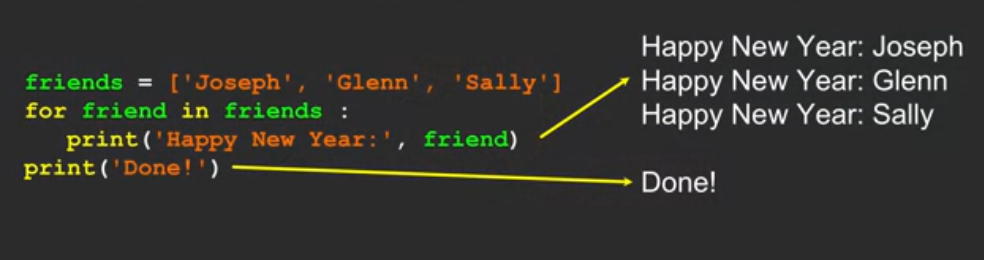 friends = ['Joseph', 'Glenn', 'Sally']
for friend in friends :
   print('Happy New Year:', friend)
print('Done!')
Happy New Year: Joseph
Happy New Year: Glenn
Happy New Year: Sally
Done!